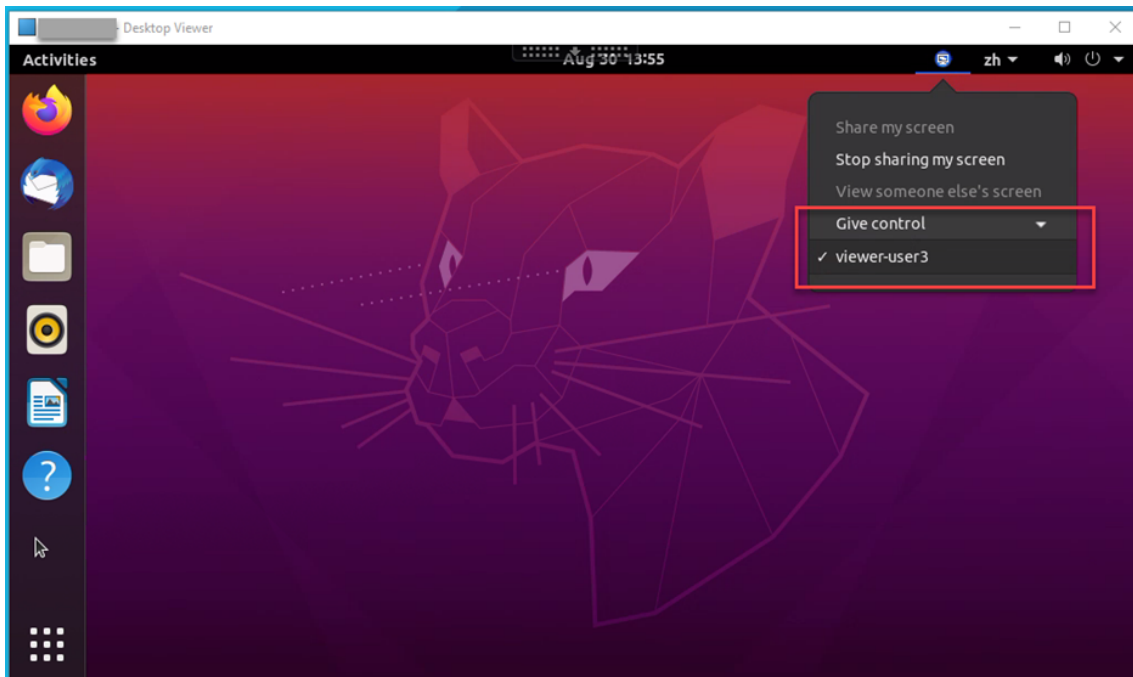 - Desktop Viewer
Activities
Aug 30 13:55
zh
Share my screen
Stop sharing my screen
View someone else's screen
Give control
✓ viewer-user3
?